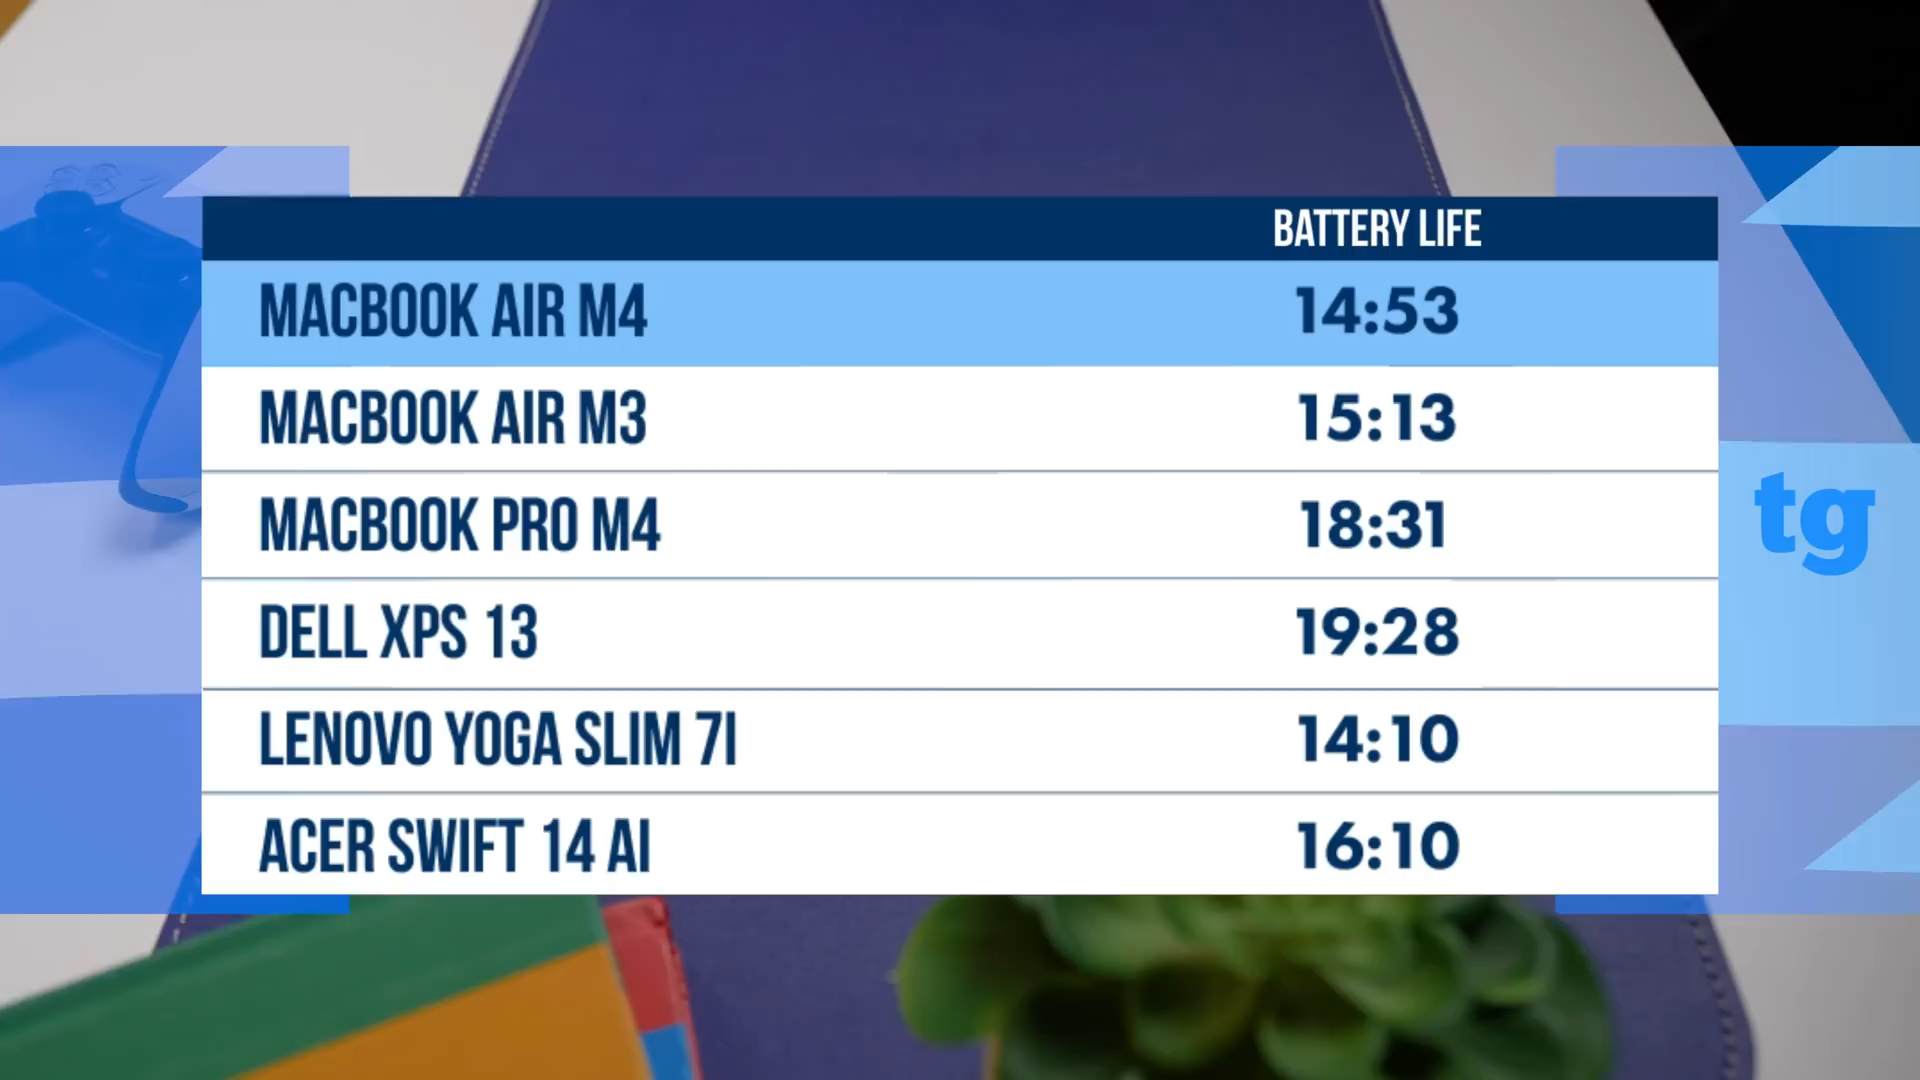 BATTERY LIFE
MACBOOK AIR M4 14:53
MACBOOK AIR M3 15:13
MACBOOK PRO M4 18:31
DELL XPS 13 19:28
LENOVO YOGA SLIM 7I 14:10
ACER SWIFT 14 AI 16:10
tg